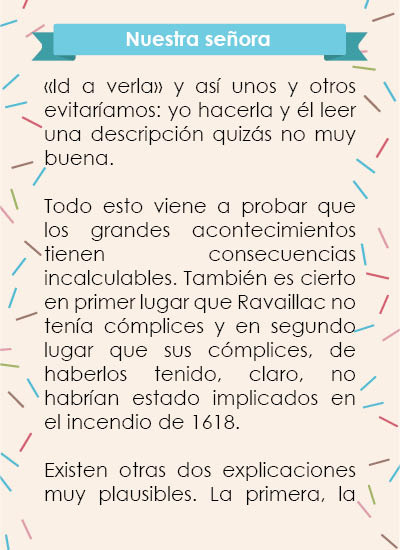 Nuestra señora
«Id a verla» y así unos y otros
evitaríamos: yo hacerla y él leer
una descripción quizás no muy
buena.
Todo esto viene a probar que
los grandes acontecimientos
tienen consecuencias
incalculables. También es cierto
en primer lugar que Ravaillac no
tenía cómplices y en segundo
lugar que sus cómplices, de
haberlos tenido, claro, no
habrían estado implicados en
el incendio de 1618.
Existen otras dos explicaciones
muy plausibles. La primera, la